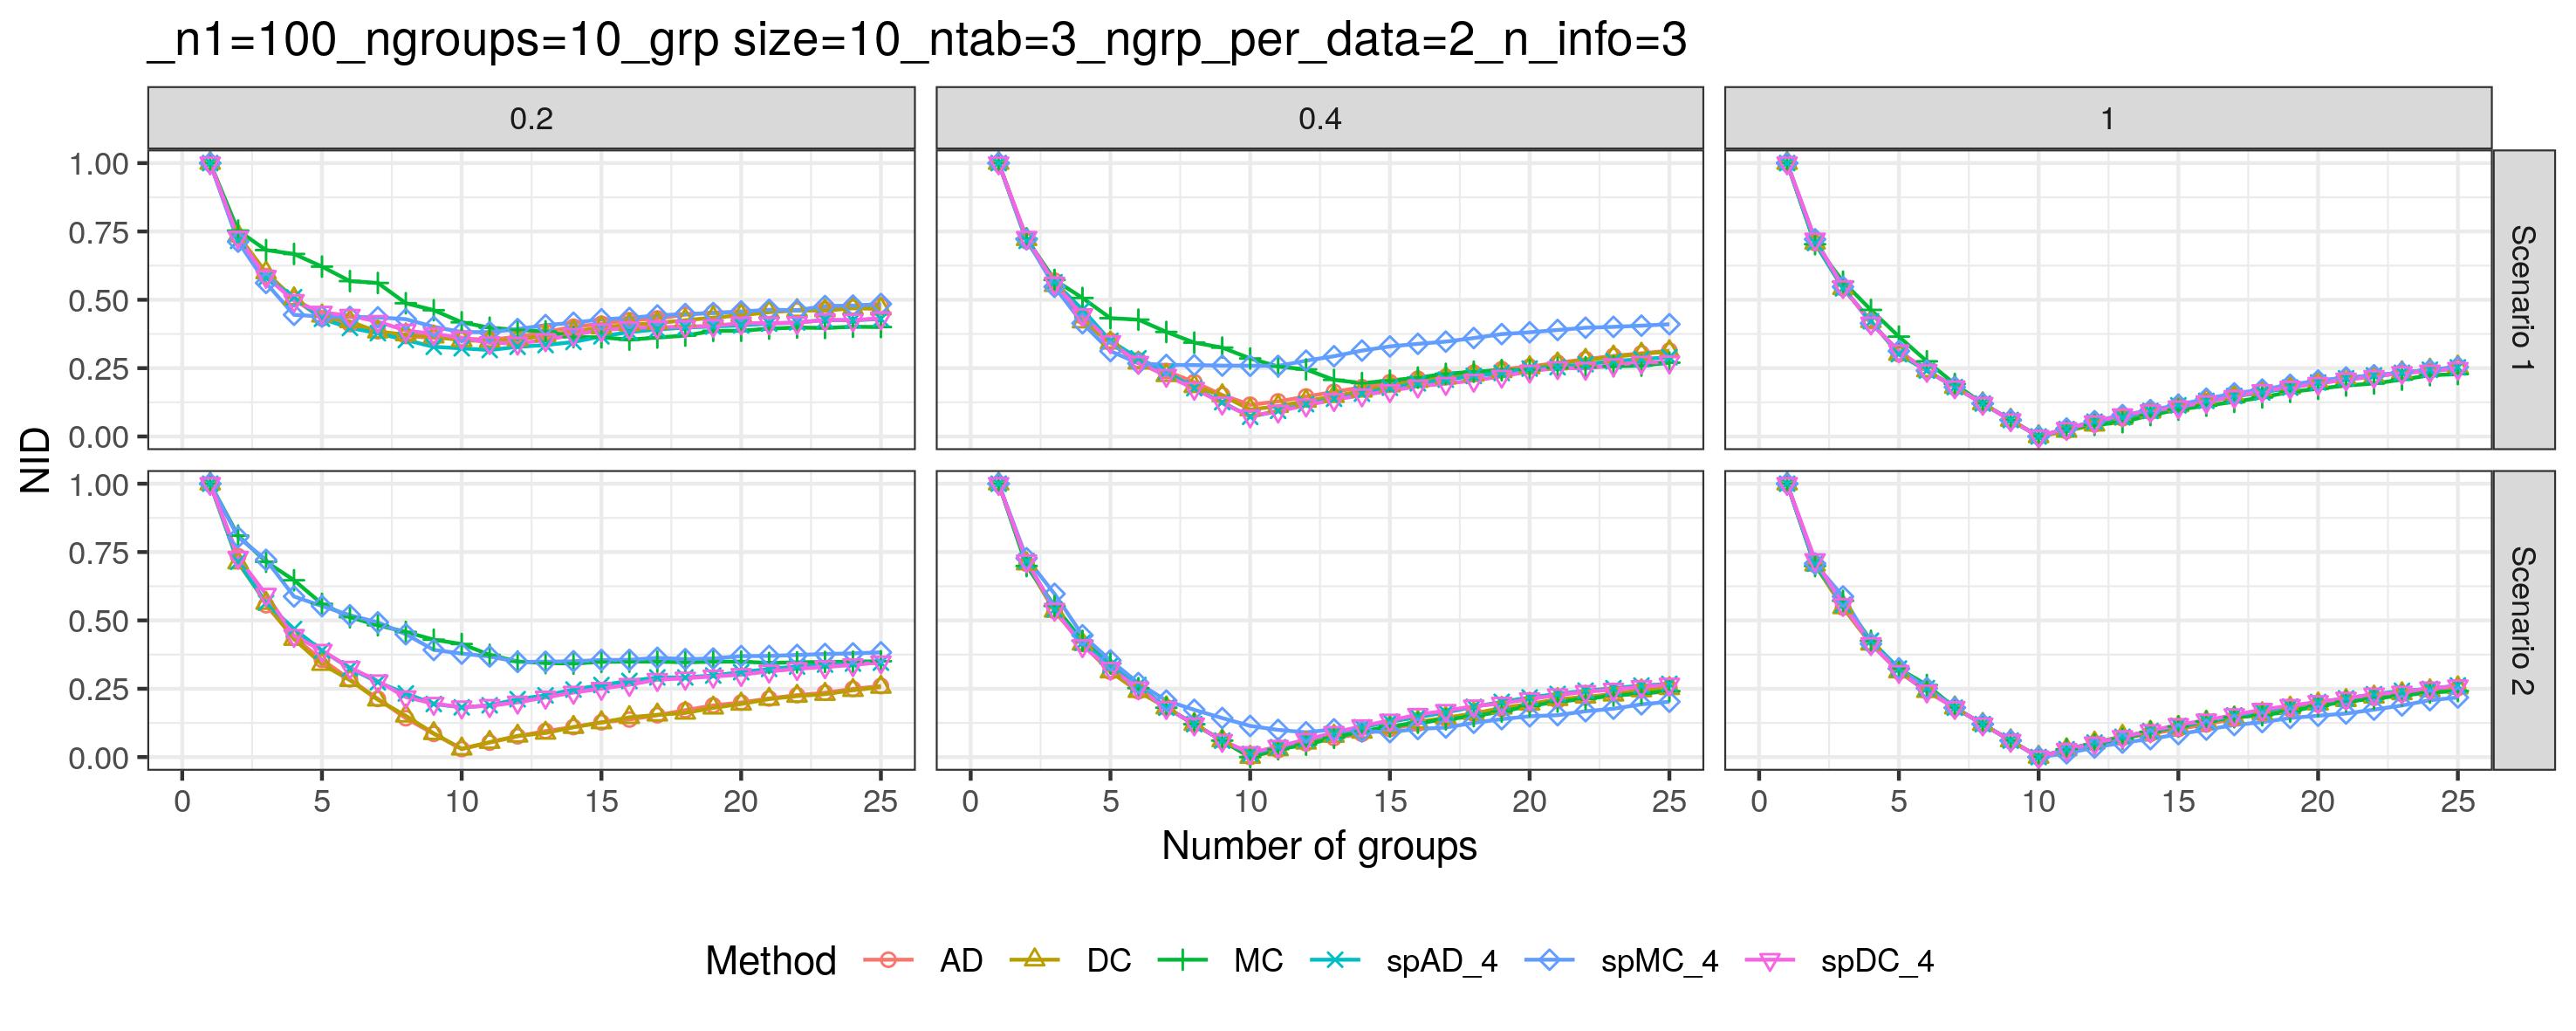 _n1=100_ngroups=10_grp size=10_ntab=3_ngrp_per_data=2_n_info=3
0.2 0.4 1
1.00
0.75
0.50
0.25
0.00
Scenario 1
NID
1.00
0.75
0.50
0.25
0.00
Scenario 2
0 5 10 15 20 25 0 5 10 15 20 25 0 5 10 15 20 25
Number of groups
Method AD DC MC spAD_4 spMC_4 spDC_4